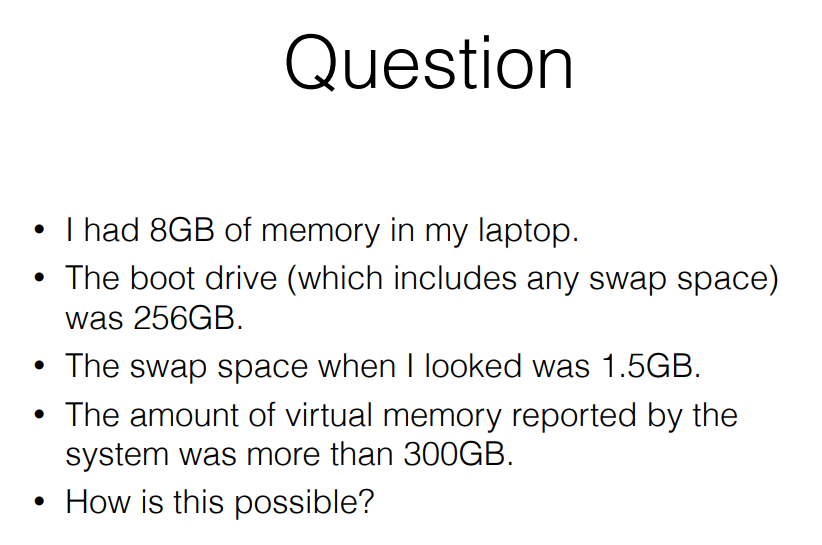 Question
• I had 8GB of memory in my laptop.
• The boot drive (which includes any swap space)
was 256GB.
• The swap space when I looked was 1.5GB.
• The amount of virtual memory reported by the
system was more than 300GB.
• How is this possible?